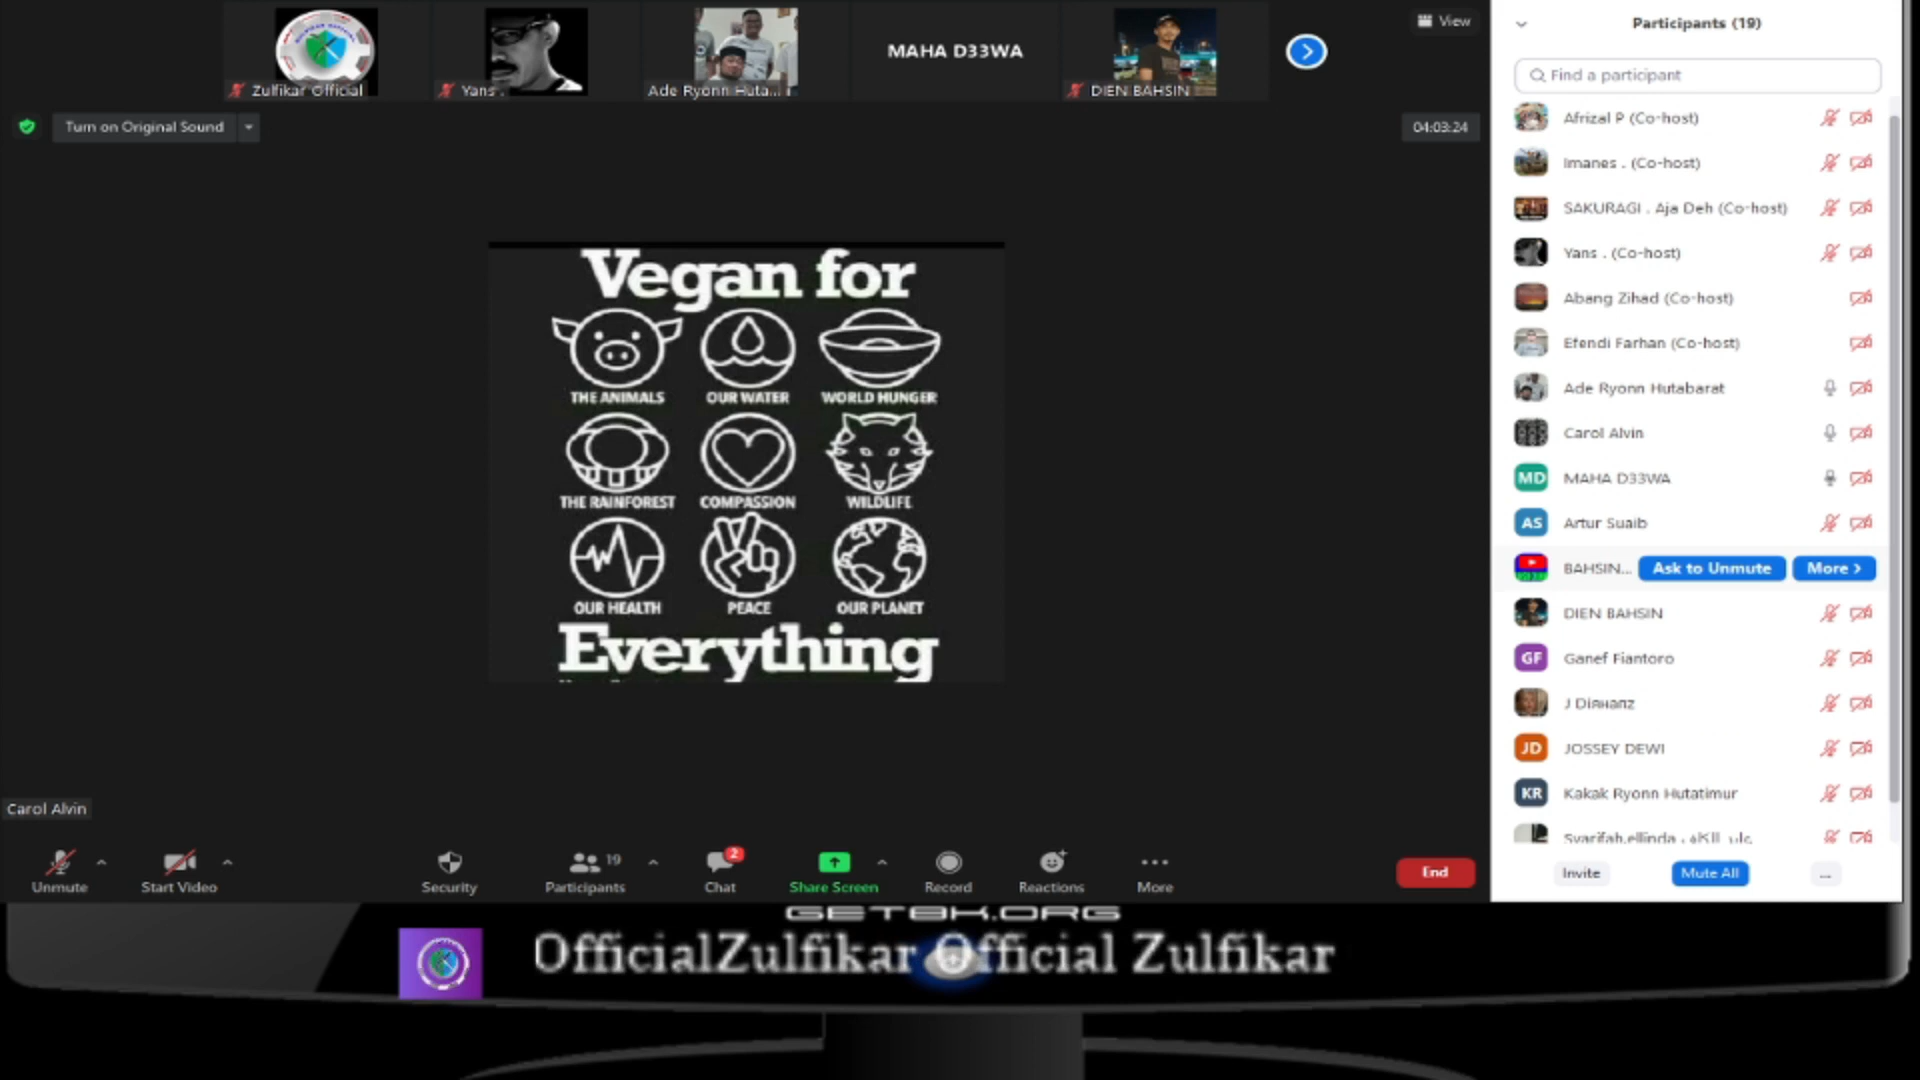 View
Zulfikar Official
Yans .
Ade Ryonn Huta...
MAHA D33WA
DIEN BAHSIN
Turn on Original Sound
04:03:24
Vegan for
THE ANIMALS
OUR WATER
WORLD HUNGER
THE RAINFOREST
COMPASSION
WILDLIFE
OUR HEALTH
PEACE
OUR PLANET
Everything
Carol Alvin
Unmute
Start Video
Security
19
Participants
2
Chat
Share Screen
Record
Reactions
More
End
Participants (19)
Find a participant
Afrizal P (Co-host)
Imanes . (Co-host)
SAKURAGI . Aja Deh (Co-host)
Yans . (Co-host)
Abang Zihad (Co-host)
Efendi Farhan (Co-host)
Ade Ryonn Hutabarat
Carol Alvin
MD MAHA D33WA
AS Artur Suaib
BAHSIN... Ask to Unmute More >
DIEN BAHSIN
GF Ganef Fiantoro
JD JOSSEY DEWI
KR Kakak Ryonn Hutatimur
Syarifah.ellinda
Invite
Mute All
...
GETBK.ORG
OfficialZulfikar Official Zulfikar